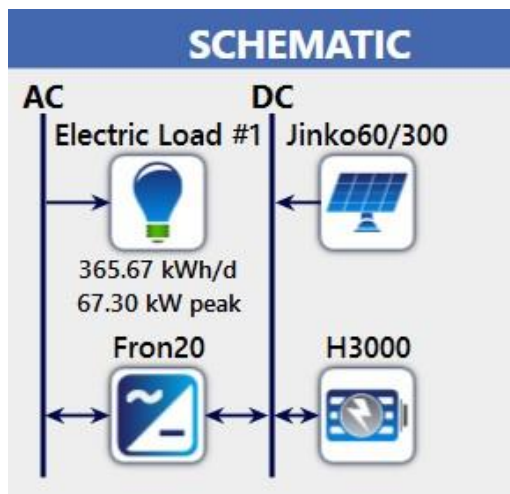 SCHEMATIC
AC DC
Electric Load #1 Jinko60/300
365.67 kWh/d
67.30 kW peak
Fron20 H3000